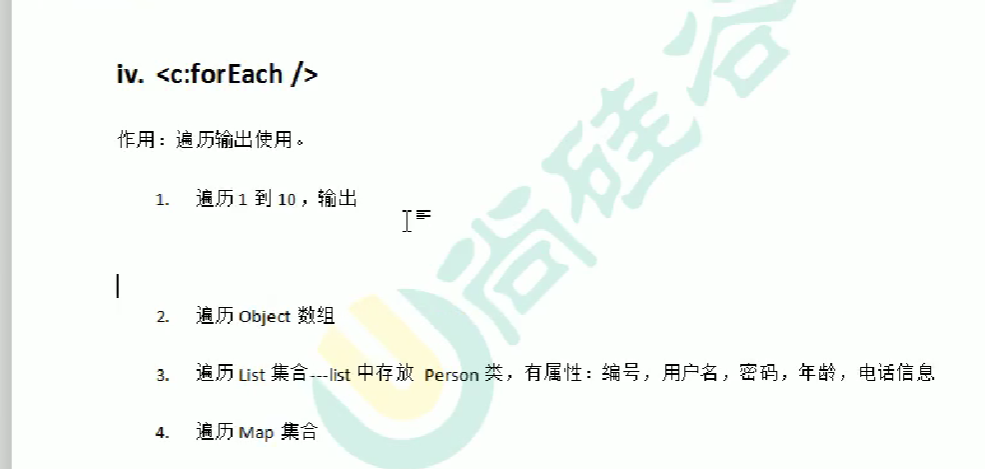 iv. <c:forEach />
作用：遍历输出使用。
1. 遍历 1 到 10，输出
2. 遍历 Object 数组
3. 遍历 List 集合---list 中存放 Person 类，有属性：编号，用户名，密码，年龄，电话信息
4. 遍历 Map 集合
尚硅谷